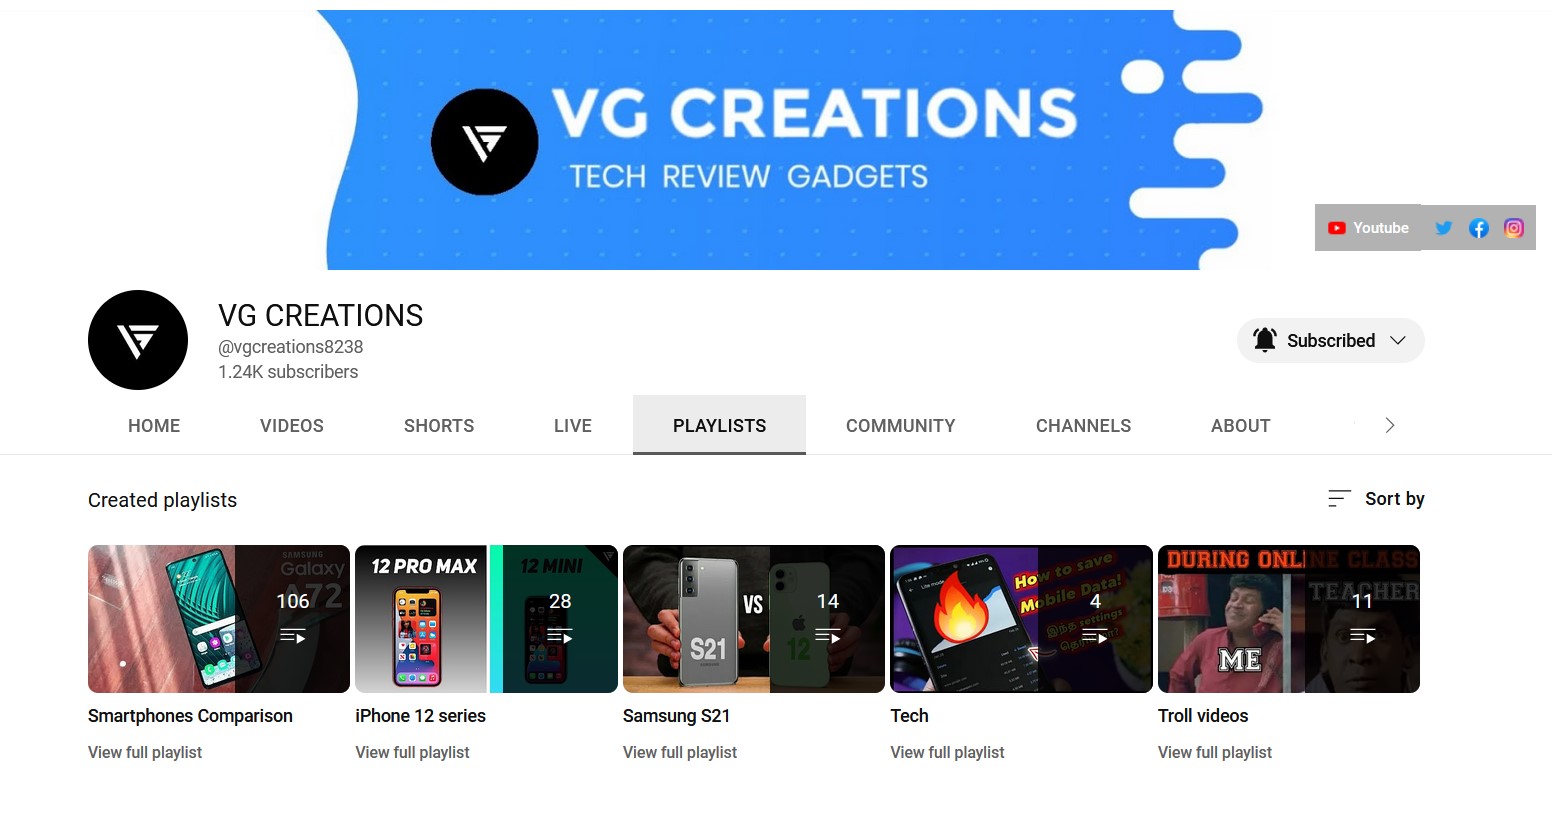 VG CREATIONS
TECH REVIEW GADGETS
Youtube
VG CREATIONS
@vgcreations8238
1.24K subscribers
Subscribed
HOME VIDEOS SHORTS LIVE PLAYLISTS COMMUNITY CHANNELS ABOUT
Created playlists
Sort by
SAMSUNG
Galaxy
A72
106
12 PRO MAX
12 MINI
28
VS
S21
12
14
Lite mode
How to save
Mobile Data!
இந்த settings
தெரியுமா?
4
DURING ONLINE CLASS
TEACHER
ME
11
Smartphones Comparison
View full playlist
iPhone 12 series
View full playlist
Samsung S21
View full playlist
Tech
View full playlist
Troll videos
View full playlist